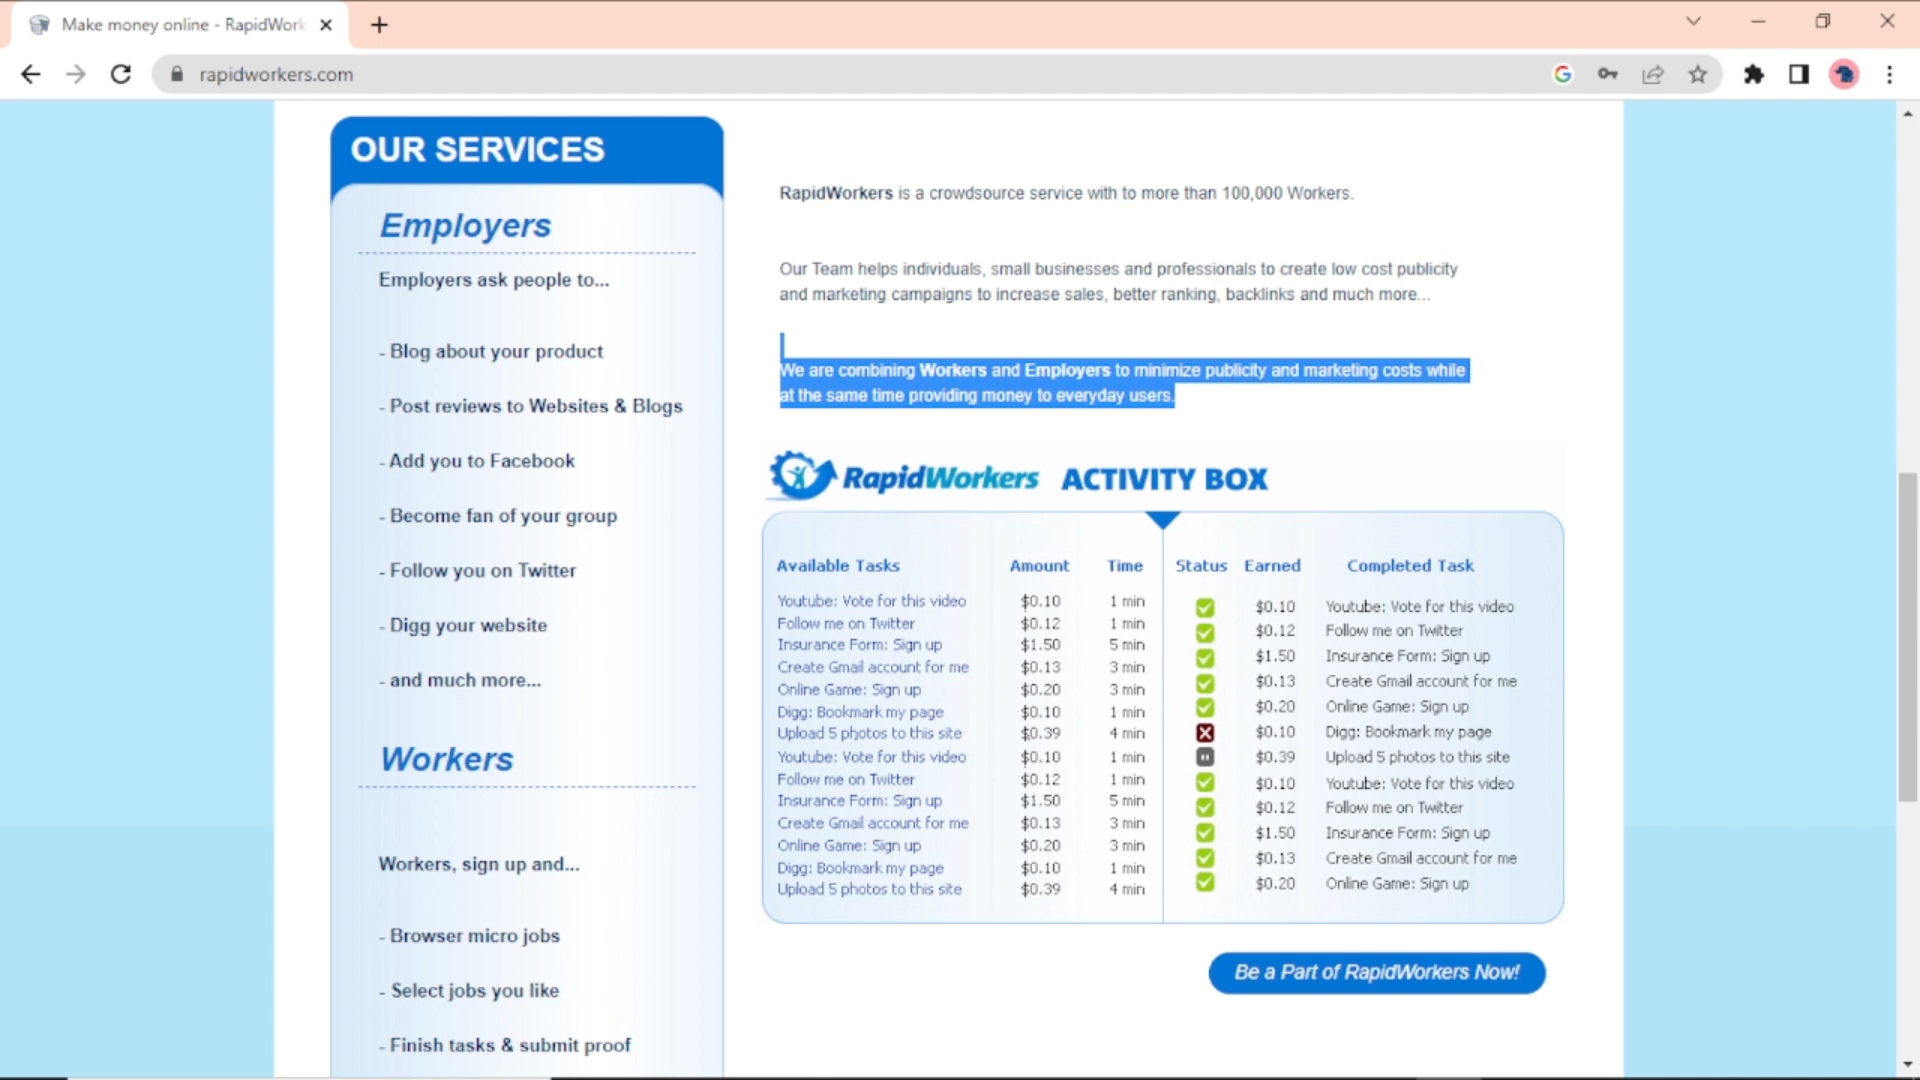 Make money online - RapidWork
rapidworkers.com
OUR SERVICES
Employers
Employers ask people to...
- Blog about your product
- Post reviews to Websites & Blogs
- Add you to Facebook
- Become fan of your group
- Follow you on Twitter
- Digg your website
- and much more...
Workers
Workers, sign up and...
- Browser micro jobs
- Select jobs you like
- Finish tasks & submit proof
RapidWorkers is a crowdsource service with to more than 100,000 Workers.
Our Team helps individuals, small businesses and professionals to create low cost publicity
and marketing campaigns to increase sales, better ranking, backlinks and much more...
We are combining Workers and Employers to minimize publicity and marketing costs while
at the same time providing money to everyday users.
RapidWorkers ACTIVITY BOX
Available Tasks Amount Time Status Earned Completed Task
Youtube: Vote for this video $0.10 1 min $0.10 Youtube: Vote for this video
Follow me on Twitter $0.12 1 min $0.12 Follow me on Twitter
Insurance Form: Sign up $1.50 5 min $1.50 Insurance Form: Sign up
Create Gmail account for me $0.13 3 min $0.13 Create Gmail account for me
Online Game: Sign up $0.20 3 min $0.20 Online Game: Sign up
Digg: Bookmark my page $0.10 1 min $0.10 Digg: Bookmark my page
Upload 5 photos to this site $0.39 4 min $0.39 Upload 5 photos to this site
Youtube: Vote for this video $0.10 1 min $0.10 Youtube: Vote for this video
Follow me on Twitter $0.12 1 min $0.12 Follow me on Twitter
Insurance Form: Sign up $1.50 5 min $1.50 Insurance Form: Sign up
Create Gmail account for me $0.13 3 min $0.13 Create Gmail account for me
Online Game: Sign up $0.20 3 min $0.20 Online Game: Sign up
Digg: Bookmark my page $0.10 1 min
Upload 5 photos to this site $0.39 4 min
Be a Part of RapidWorkers Now!